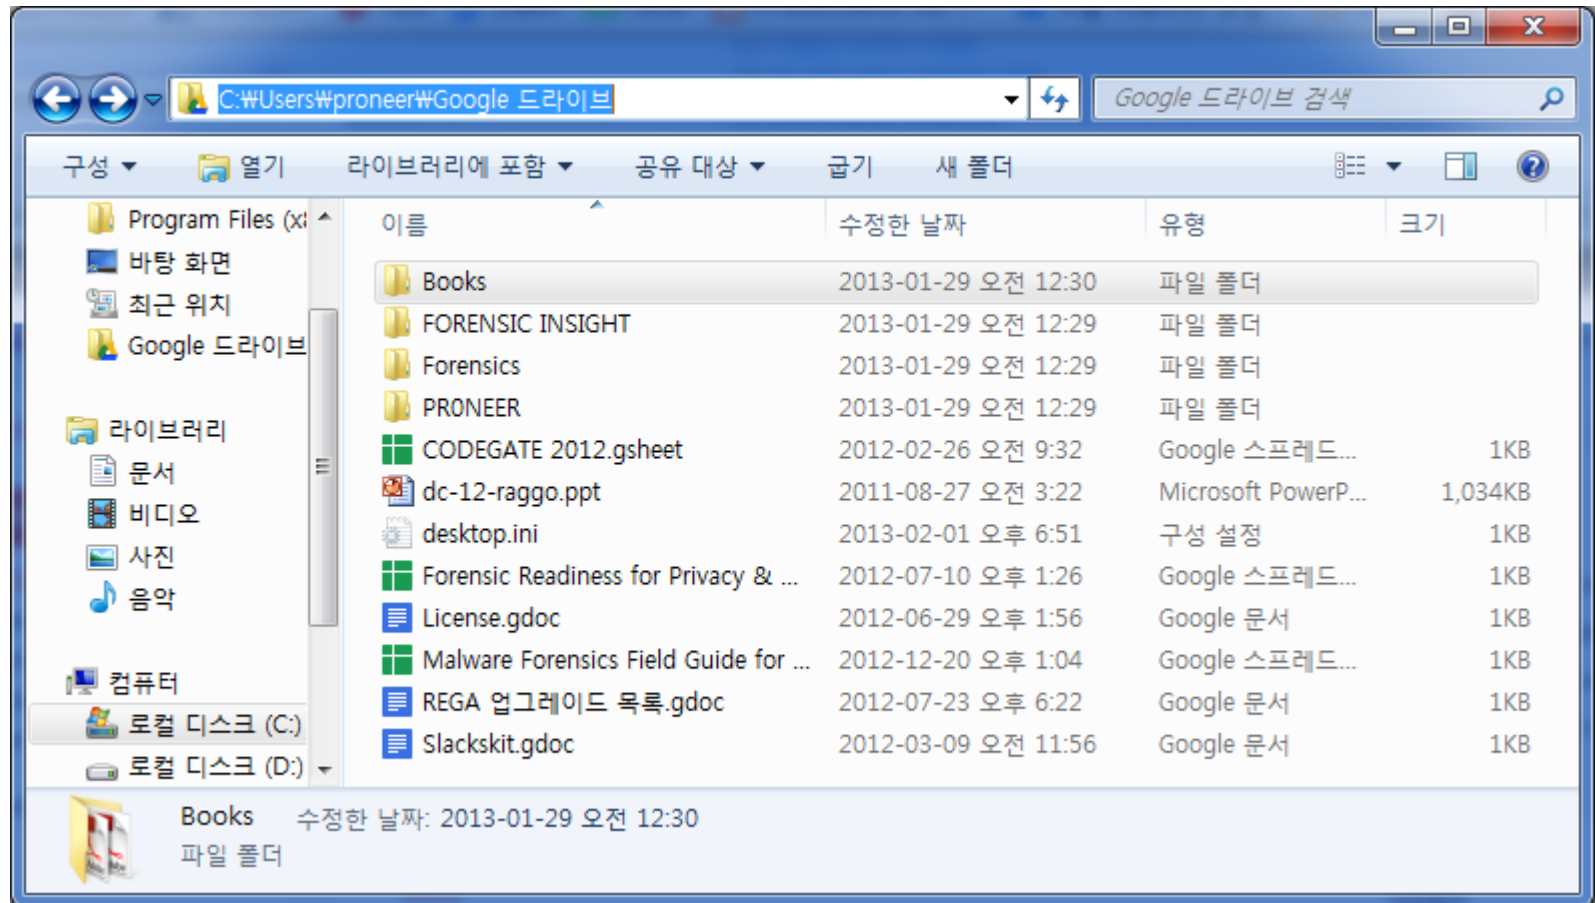 C:₩Users₩proneer₩Google 드라이브
Google 드라이브 검색
구성 열기 라이브러리에 포함 공유 대상 굽기 새 폴더
Program Files (x
바탕 화면
최근 위치
Google 드라이브
라이브러리
문서
비디오
사진
음악
컴퓨터
로컬 디스크 (C:)
로컬 디스크 (D:)
이름 수정한 날짜 유형 크기
Books 2013-01-29 오전 12:30 파일 폴더
FORENSIC INSIGHT 2013-01-29 오전 12:29 파일 폴더
Forensics 2013-01-29 오전 12:29 파일 폴더
PR0NEER 2013-01-29 오전 12:29 파일 폴더
CODEGATE 2012.gsheet 2012-02-26 오전 9:32 Google 스프레드... 1KB
dc-12-raggo.ppt 2011-08-27 오전 3:22 Microsoft PowerP... 1,034KB
desktop.ini 2013-02-01 오후 6:51 구성 설정 1KB
Forensic Readiness for Privacy & ... 2012-07-10 오후 1:26 Google 스프레드... 1KB
License.gdoc 2012-06-29 오후 1:56 Google 문서 1KB
Malware Forensics Field Guide for ... 2012-12-20 오후 1:04 Google 스프레드... 1KB
REGA 업그레이드 목록.gdoc 2012-07-23 오후 6:22 Google 문서 1KB
Slackskit.gdoc 2012-03-09 오전 11:56 Google 문서 1KB
Books 수정한 날짜: 2013-01-29 오전 12:30
파일 폴더